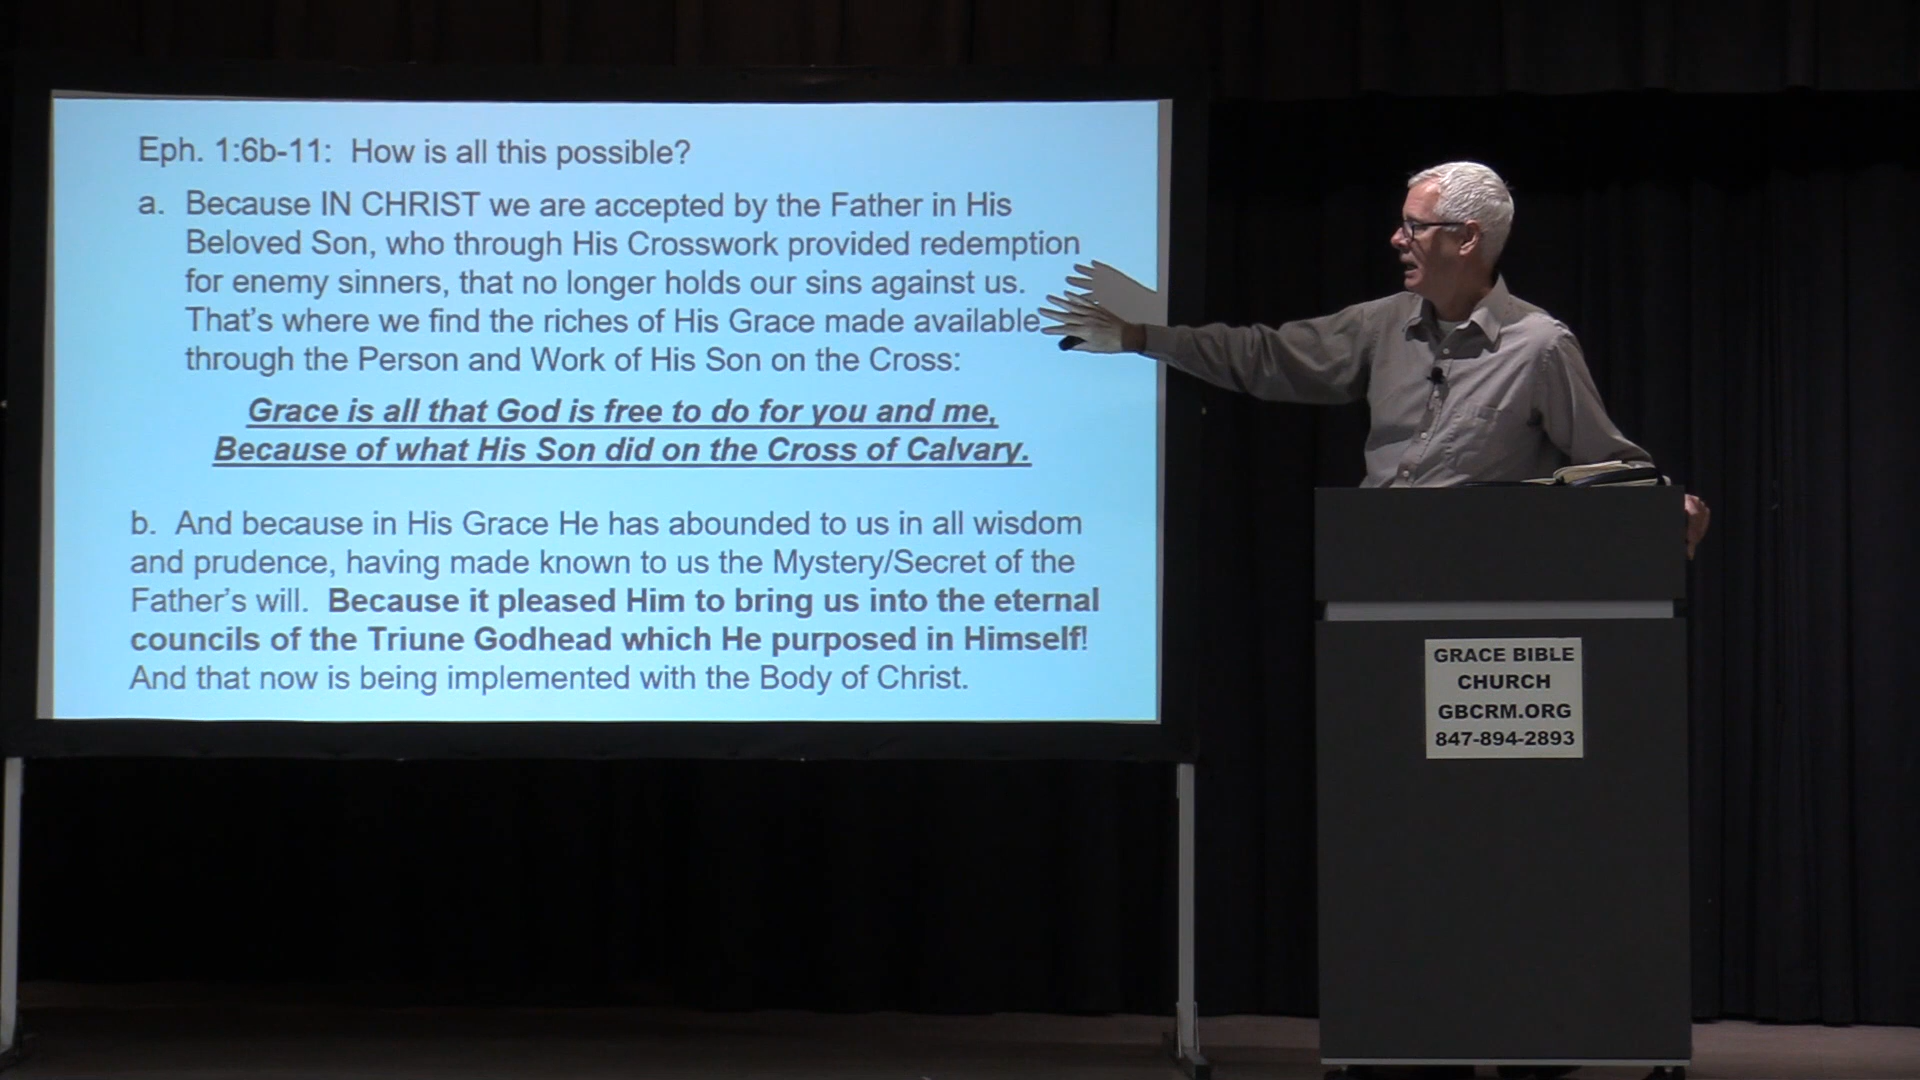 Eph. 1:6b-11:  How is all this possible?
a.  Because IN CHRIST we are accepted by the Father in His
Beloved Son, who through His Crosswork provided redemption
for enemy sinners, that no longer holds our sins against us.
That's where we find the riches of His Grace made available
through the Person and Work of His Son on the Cross:
Grace is all that God is free to do for you and me,
Because of what His Son did on the Cross of Calvary.
b.  And because in His Grace He has abounded to us in all wisdom
and prudence, having made known to us the Mystery/Secret of the
Father's will.  Because it pleased Him to bring us into the eternal
councils of the Triune Godhead which He purposed in Himself!
And that now is being implemented with the Body of Christ.
GRACE BIBLE
CHURCH
GBCRM.ORG
847-894-2893